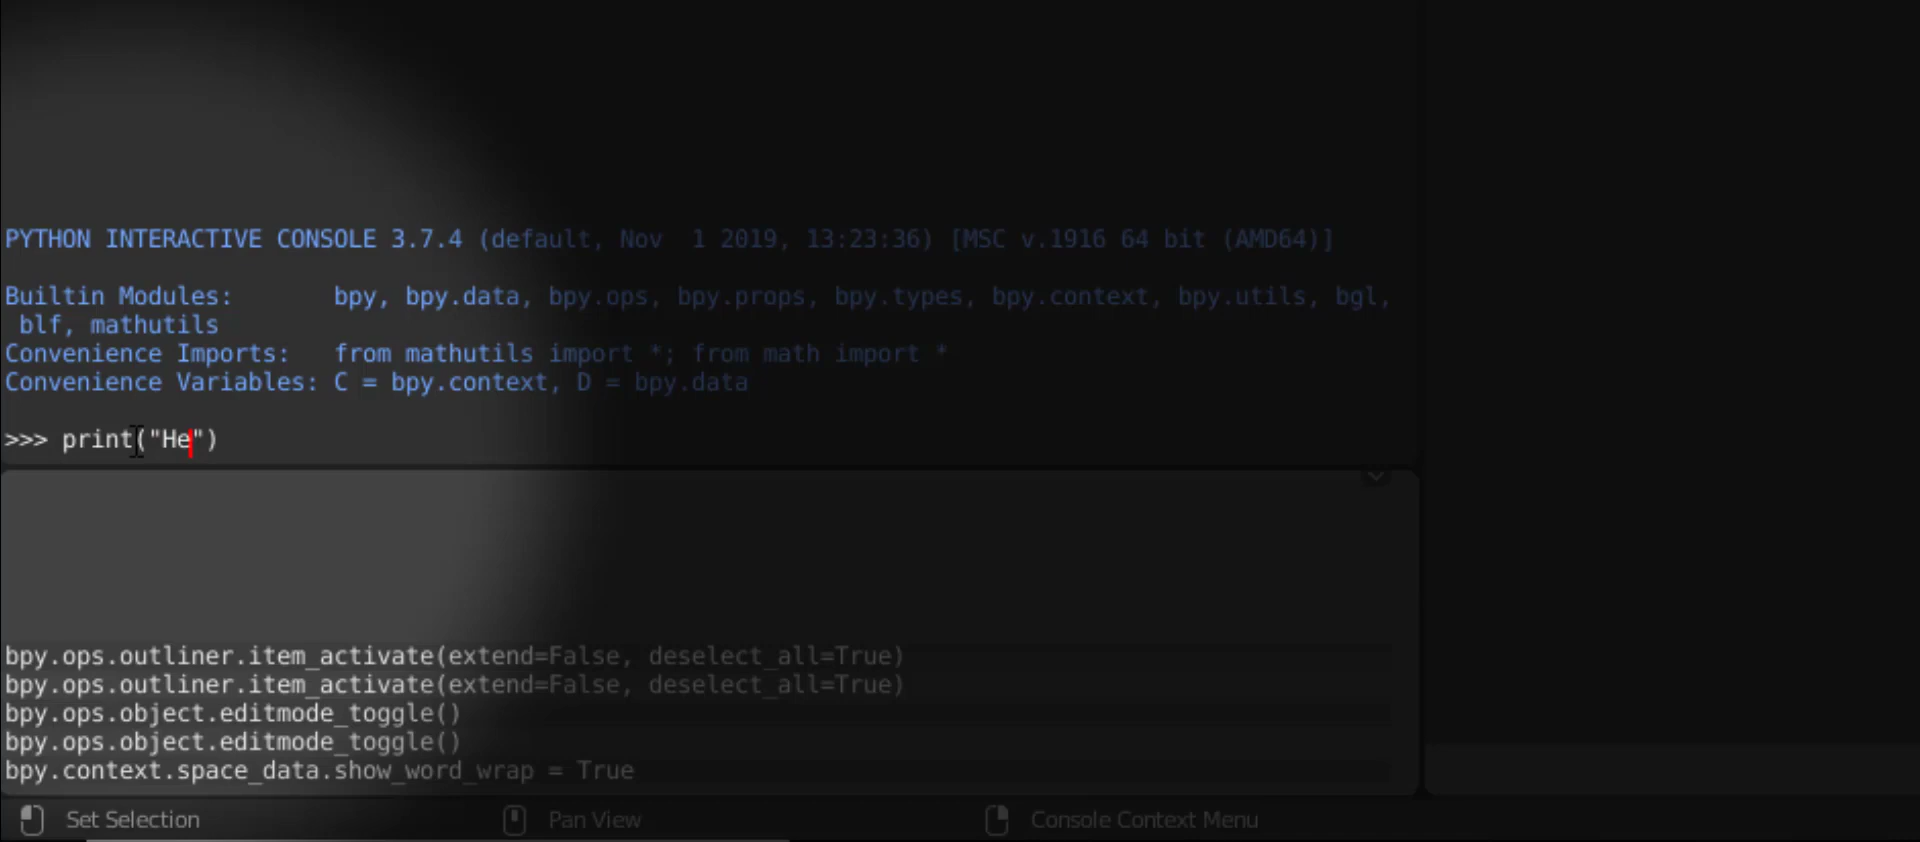 PYTHON INTERACTIVE CONSOLE 3.7.4 (default, Nov  1 2019, 13:23:36) [MSC v.1916 64 bit (AMD64)]
Builtin Modules:       bpy, bpy.data, bpy.ops, bpy.props, bpy.types, bpy.context, bpy.utils, bgl,
 blf, mathutils
Convenience Imports:   from mathutils import *; from math import *
Convenience Variables: C = bpy.context, D = bpy.data
>>> print("He")
bpy.ops.outliner.item_activate(extend=False, deselect_all=True)
bpy.ops.outliner.item_activate(extend=False, deselect_all=True)
bpy.ops.object.editmode_toggle()
bpy.ops.object.editmode_toggle()
bpy.context.space_data.show_word_wrap = True
Set Selection Pan View Console Context Menu